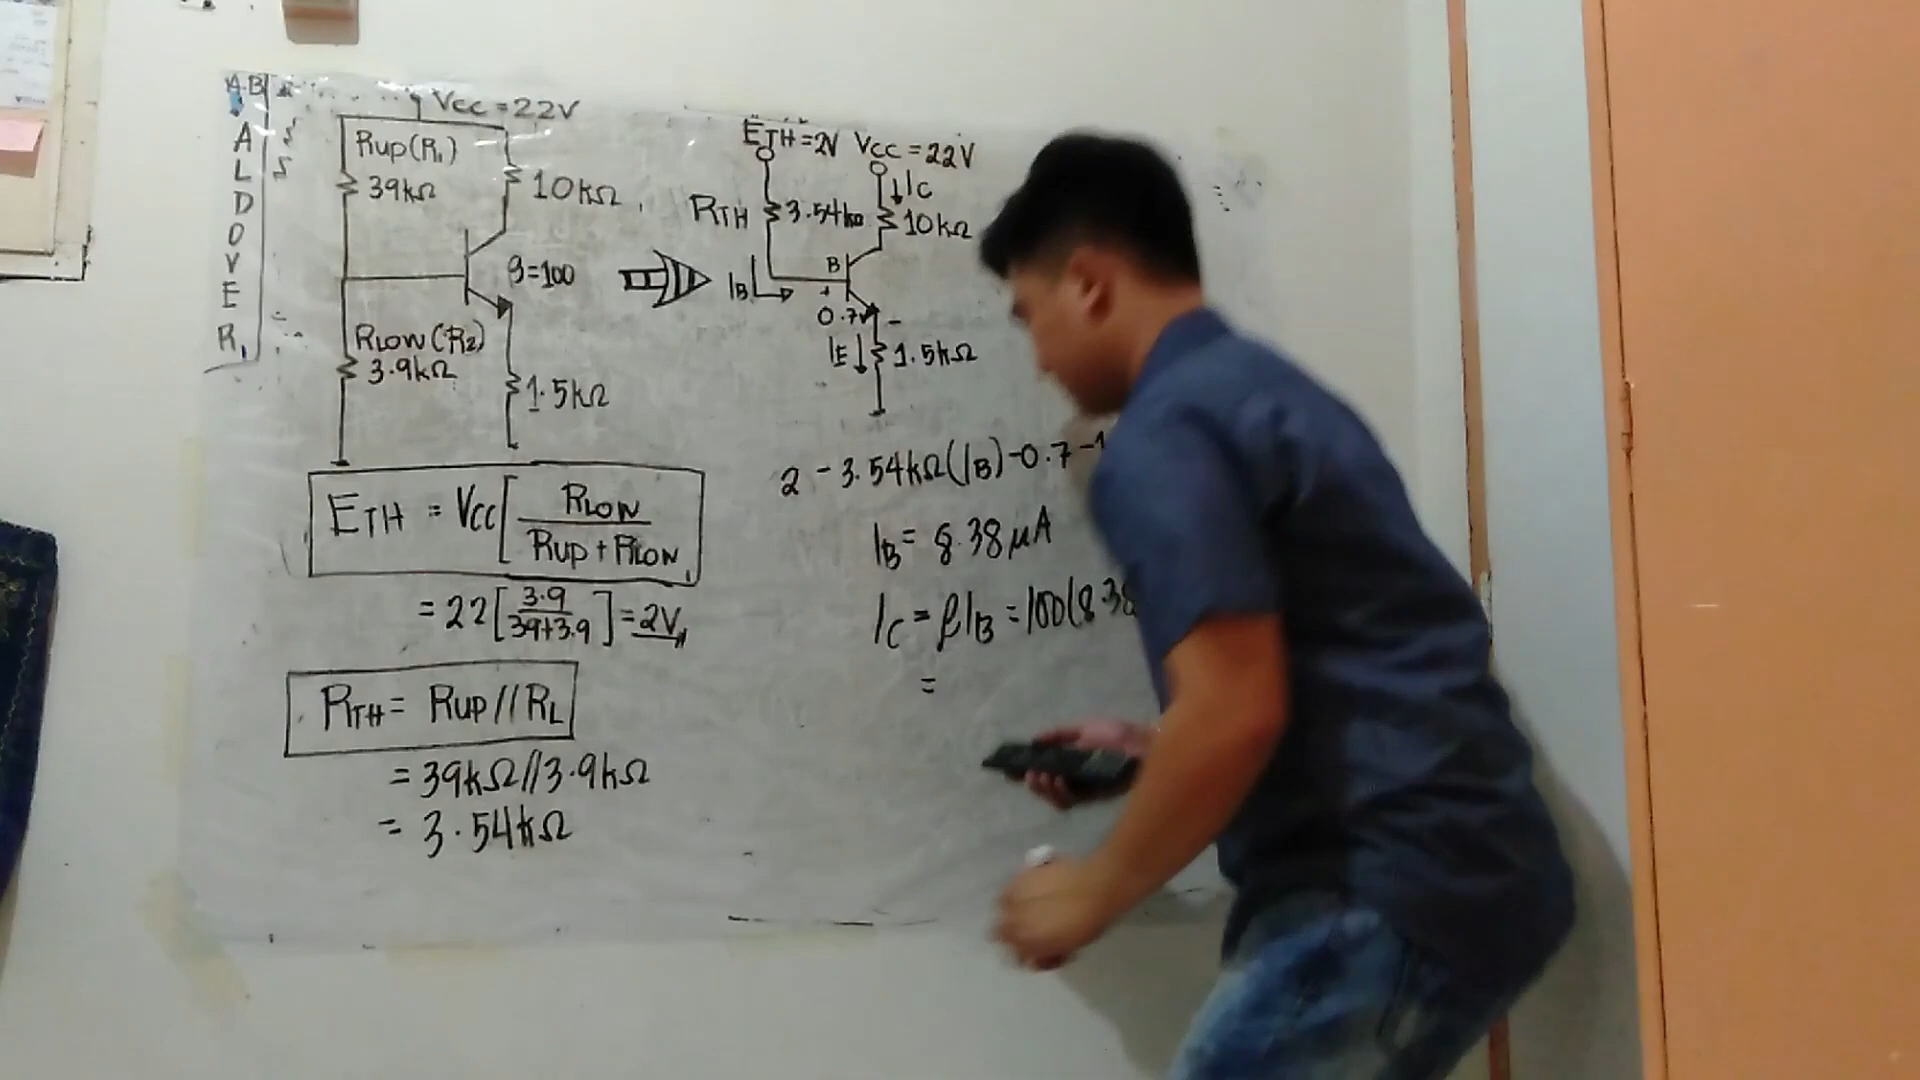 A.B
ALDOVER
Vcc = 22V
Rup(R1)
39kΩ
10kΩ
β=100
RLOW(R2)
3.9kΩ
1.5kΩ
ETH=2V Vcc = 22V
IC
RTH 3.54kΩ 10kΩ
B
IB
+
0.7V -
IE 1.5kΩ
ETH = Vcc[RLOW / RUP + RLOW
= 22[3.9 / 39+3.9] = 2V
RTH = RUP//RL
= 39kΩ//3.9kΩ
= 3.54kΩ
2 - 3.54kΩ(IB)-0.7-1
IB = 8.38μA
IC = βIB = 100(8.38
=